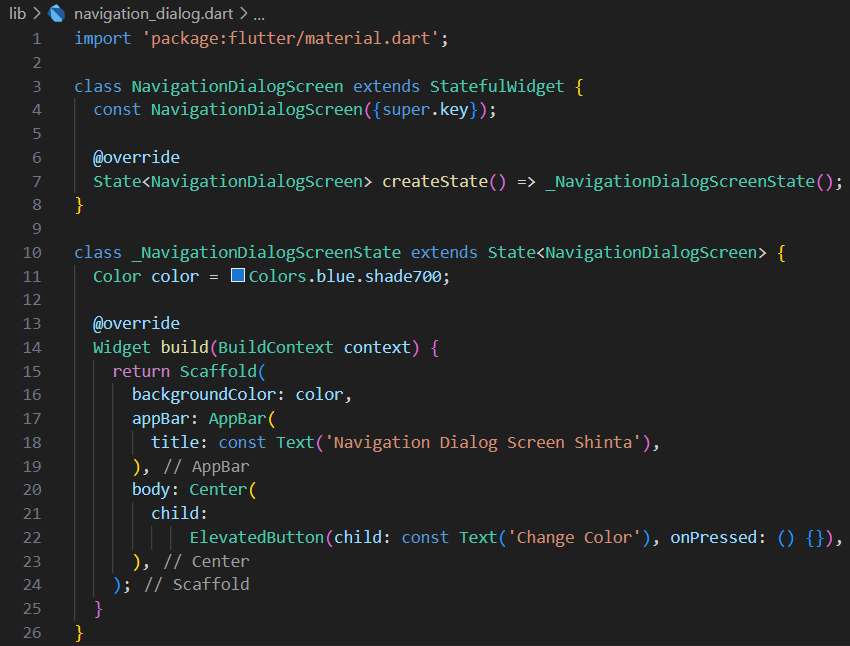 lib > navigation_dialog.dart > ...
1 import 'package:flutter/material.dart';
2
3 class NavigationDialogScreen extends StatefulWidget {
4   const NavigationDialogScreen({super.key});
5
6   @override
7   State<NavigationDialogScreen> createState() => _NavigationDialogScreenState();
8 }
9
10 class _NavigationDialogScreenState extends State<NavigationDialogScreen> {
11   Color color = Colors.blue.shade700;
12
13   @override
14   Widget build(BuildContext context) {
15     return Scaffold(
16       backgroundColor: color,
17       appBar: AppBar(
18         title: const Text('Navigation Dialog Screen Shinta'),
19       ), // AppBar
20       body: Center(
21         child:
22             ElevatedButton(child: const Text('Change Color'), onPressed: () {}),
23       ), // Center
24     ); // Scaffold
25   }
26 }